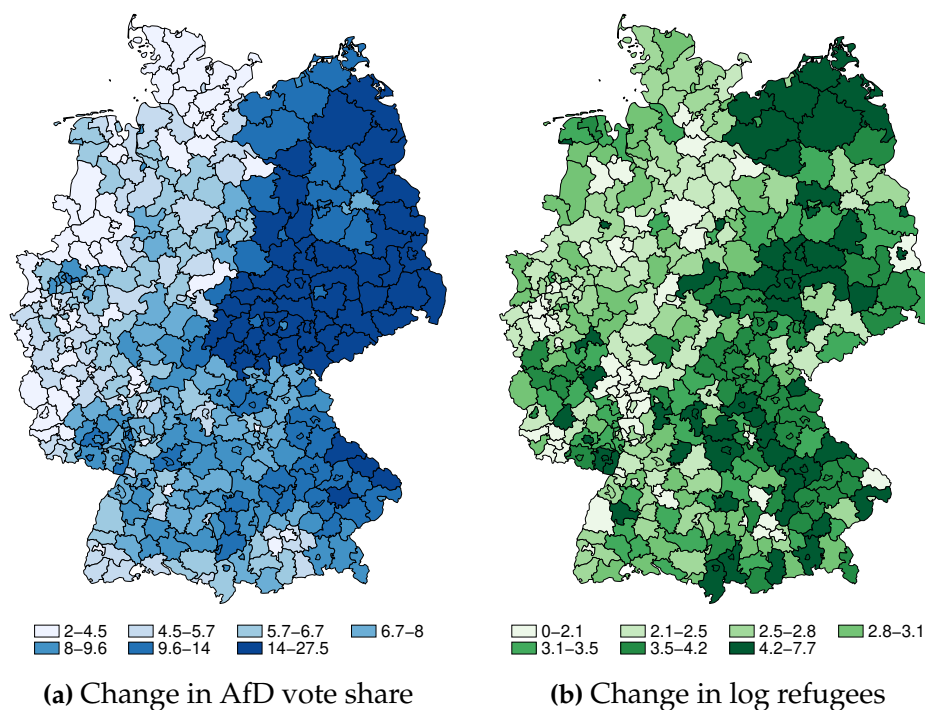 2–4.5 4.5–5.7 5.7–6.7 6.7–8
8–9.6 9.6–14 14–27.5
0–2.1 2.1–2.5 2.5–2.8 2.8–3.1
3.1–3.5 3.5–4.2 4.2–7.7
(a) Change in AfD vote share
(b) Change in log refugees